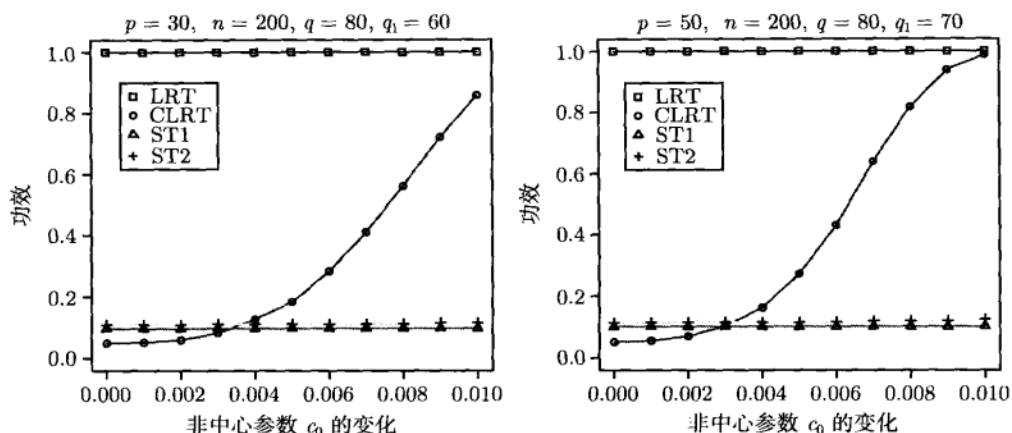 p = 30, n = 200, q = 80, q₁ = 60
1.0
0.8
0.6
0.4
0.2
0.0
功效
LRT
CLRT
ST1
ST2
0.000 0.002 0.004 0.006 0.008 0.010
非中心参数 c₀ 的变化
p = 50, n = 200, q = 80, q₁ = 70
1.0
0.8
0.6
0.4
0.2
0.0
功效
LRT
CLRT
ST1
ST2
0.000 0.002 0.004 0.006 0.008 0.010
非中心参数 c₀ 的变化